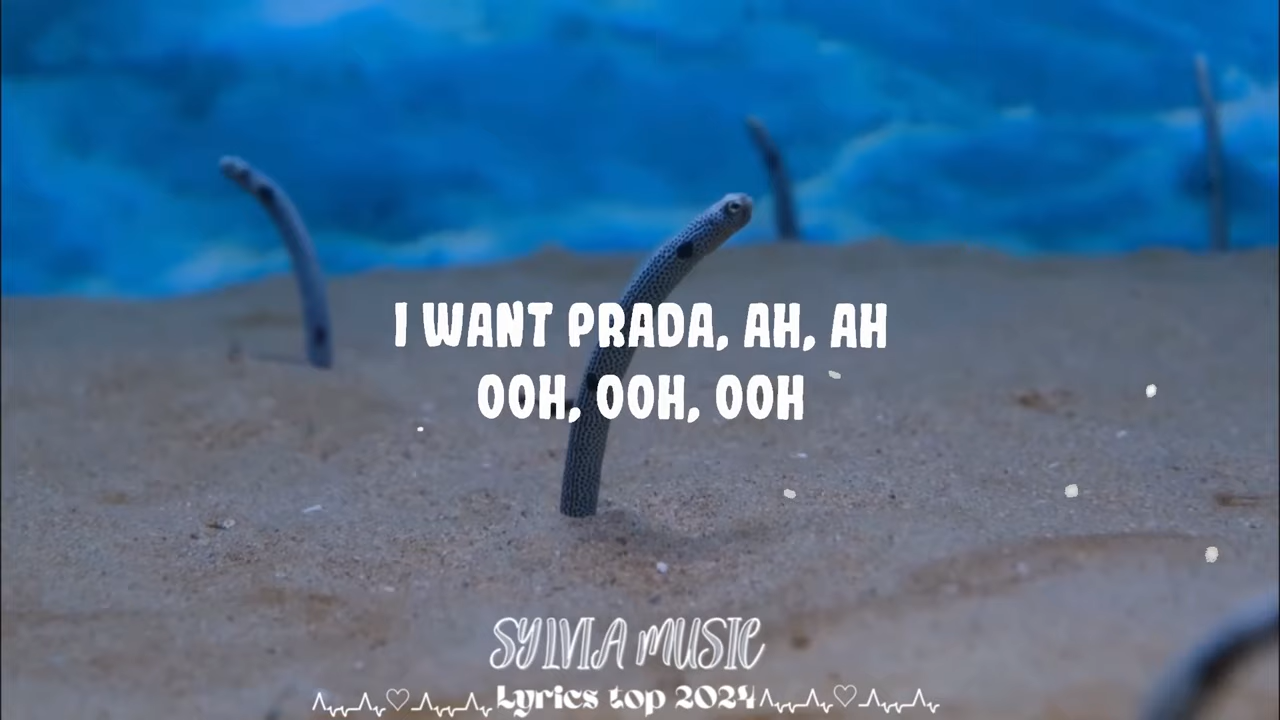 I WANT PRADA, AH, AH
OOH, OOH, OOH
SYLVIA MUSIC
Lyrics top 2024